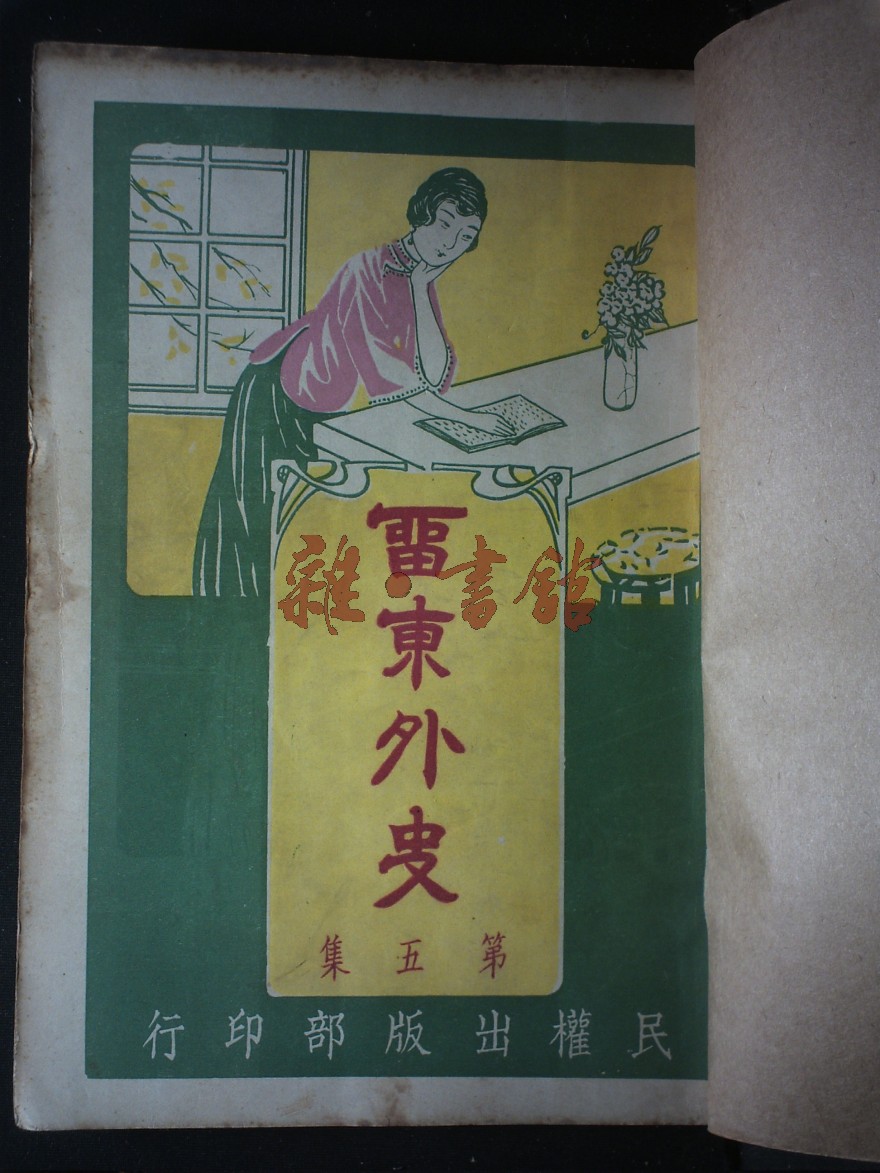 畱東外史
第五集
民權出版部印行
雜·書館